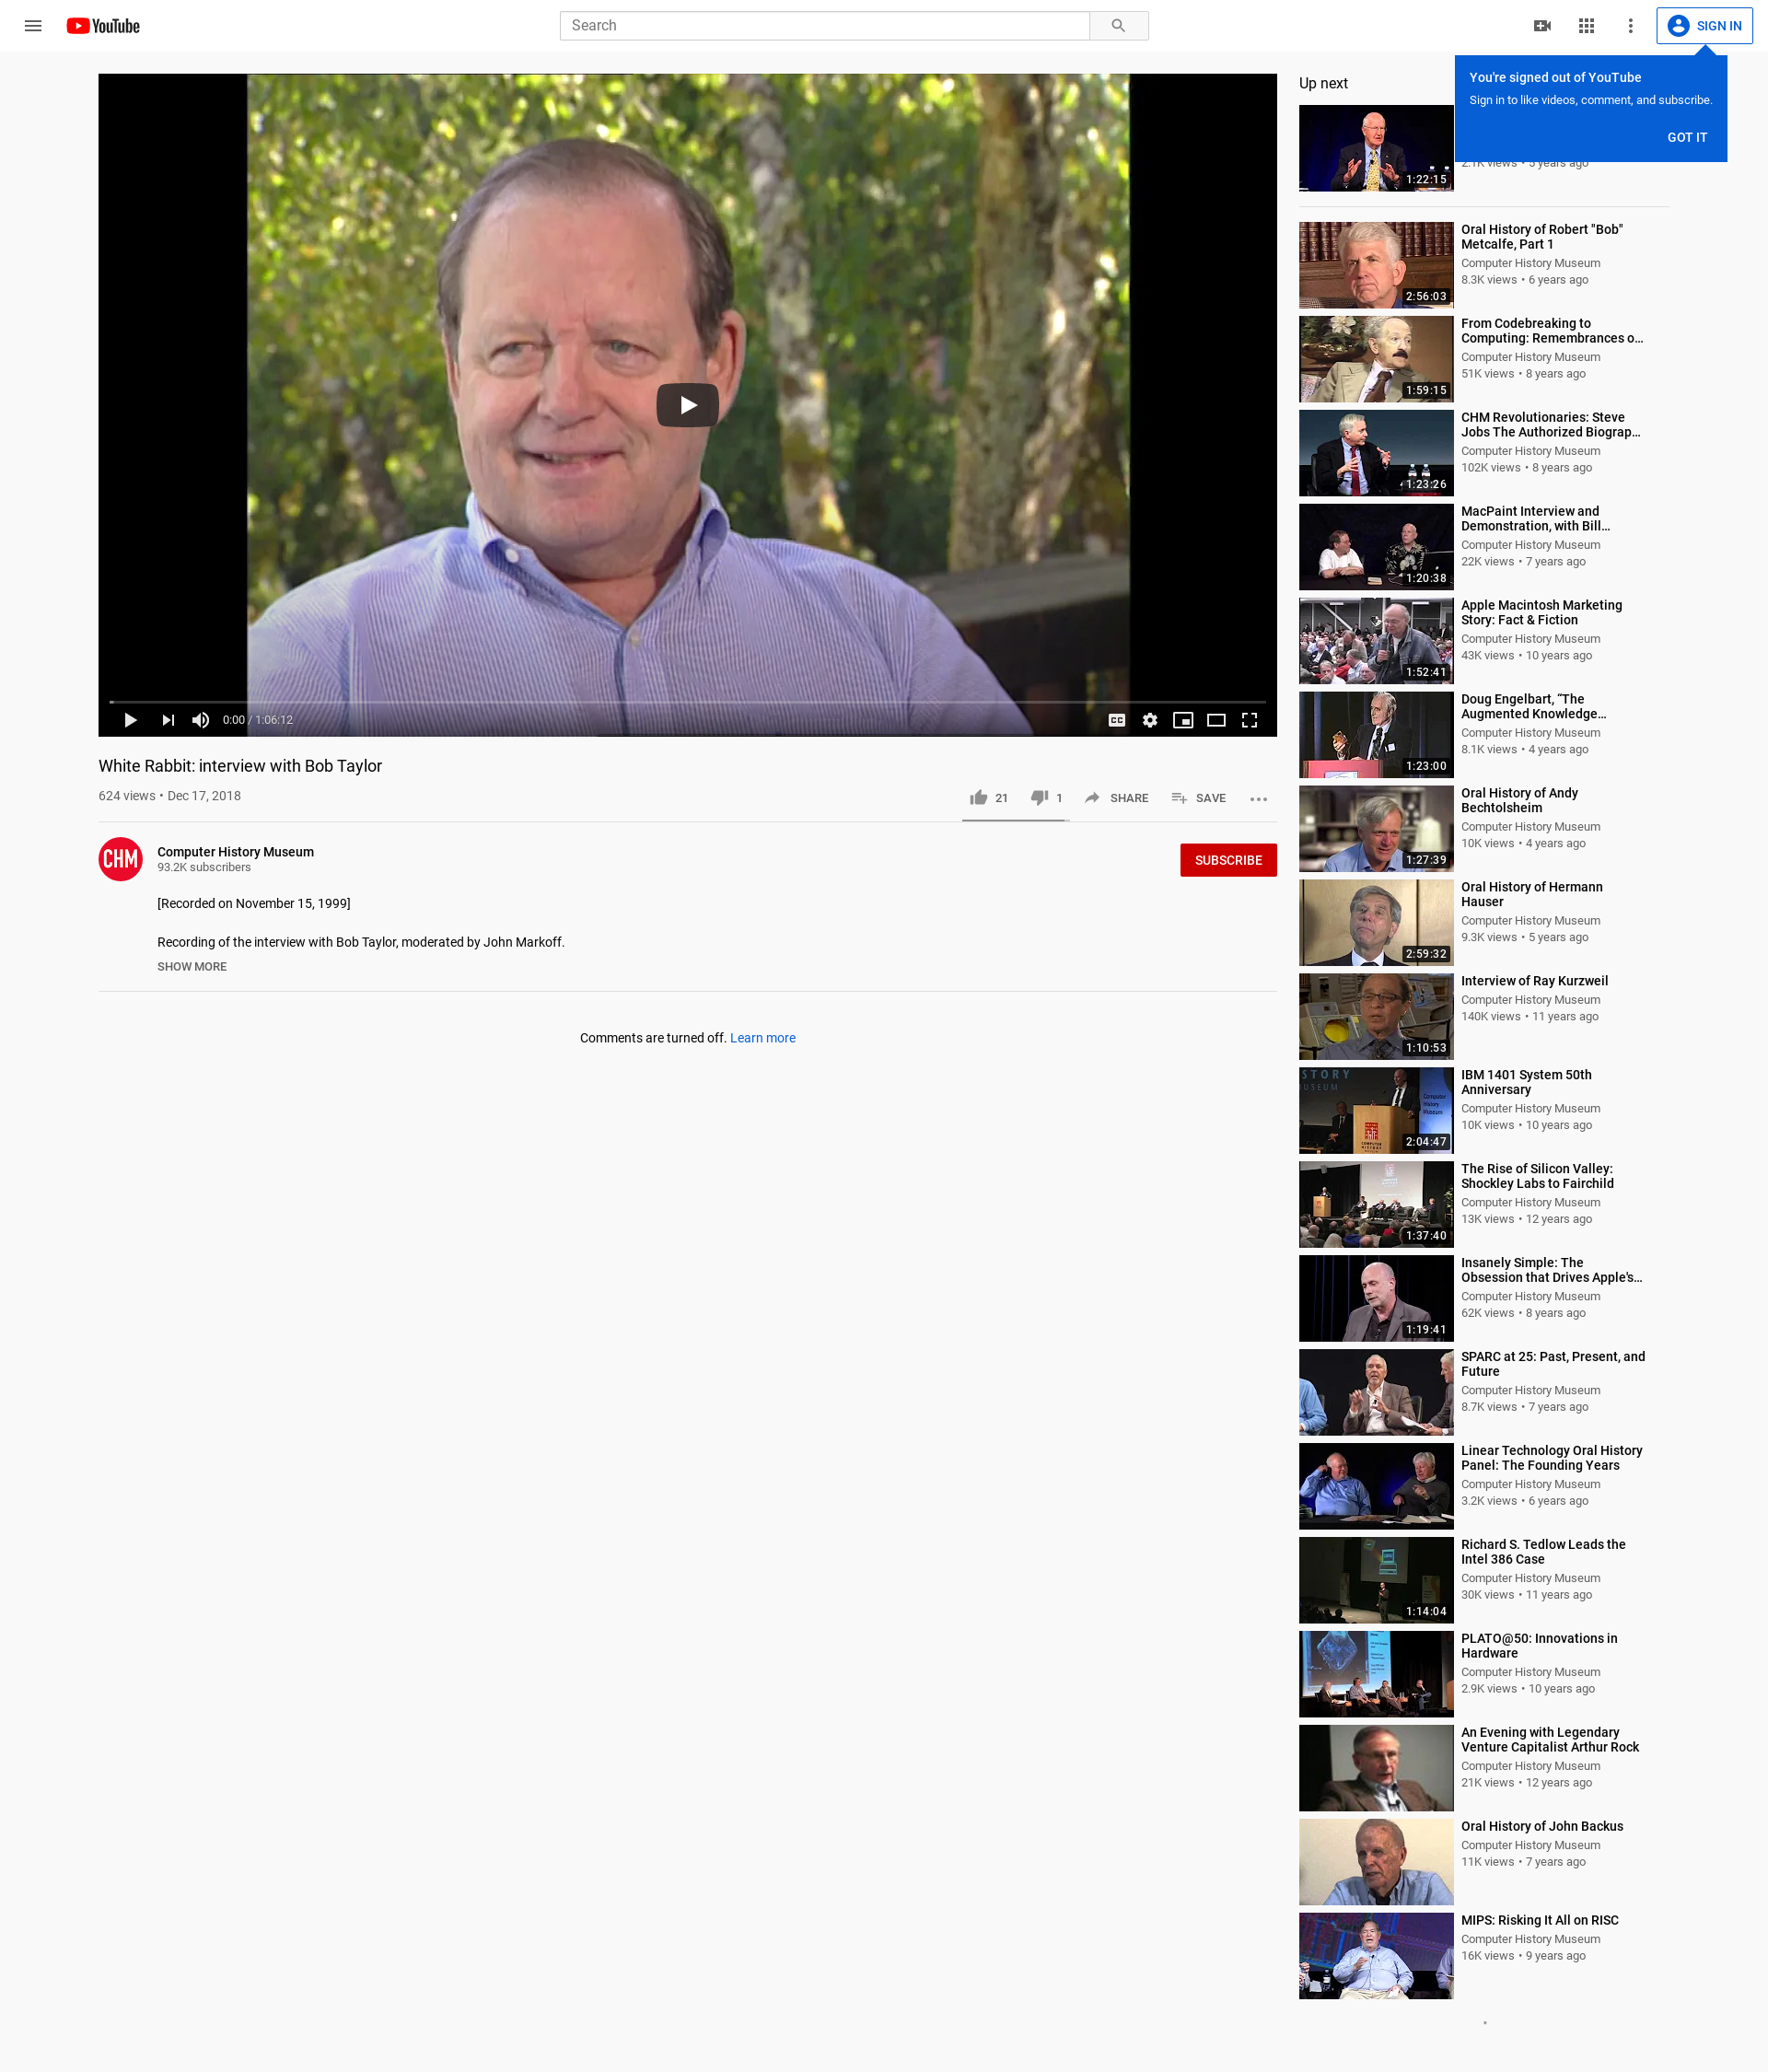 YouTube
Search
SIGN IN
You're signed out of YouTube
Sign in to like videos, comment, and subscribe.
GOT IT
Up next
1:22:15
2.1K views • 5 years ago
Oral History of Robert "Bob"
Metcalfe, Part 1
Computer History Museum
8.3K views • 6 years ago
2:56:03
From Codebreaking to
Computing: Remembrances o...
Computer History Museum
51K views • 8 years ago
1:59:15
CHM Revolutionaries: Steve
Jobs The Authorized Biograp...
Computer History Museum
102K views • 8 years ago
1:23:26
MacPaint Interview and
Demonstration, with Bill...
Computer History Museum
22K views • 7 years ago
1:20:38
Apple Macintosh Marketing
Story: Fact & Fiction
Computer History Museum
43K views • 10 years ago
1:52:41
Doug Engelbart, “The
Augmented Knowledge...
Computer History Museum
8.1K views • 4 years ago
1:23:00
0:00 / 1:06:12
CC
White Rabbit: interview with Bob Taylor
624 views • Dec 17, 2018
21
1
SHARE
SAVE
CHM
Computer History Museum
93.2K subscribers
SUBSCRIBE
[Recorded on November 15, 1999]
Recording of the interview with Bob Taylor, moderated by John Markoff.
SHOW MORE
Comments are turned off. Learn more
Oral History of Andy
Bechtolsheim
Computer History Museum
10K views • 4 years ago
1:27:39
Oral History of Hermann
Hauser
Computer History Museum
9.3K views • 5 years ago
2:59:32
Interview of Ray Kurzweil
Computer History Museum
140K views • 11 years ago
1:10:53
IBM 1401 System 50th
Anniversary
Computer History Museum
10K views • 10 years ago
2:04:47
The Rise of Silicon Valley:
Shockley Labs to Fairchild
Computer History Museum
13K views • 12 years ago
1:37:40
Insanely Simple: The
Obsession that Drives Apple's...
Computer History Museum
62K views • 8 years ago
1:19:41
SPARC at 25: Past, Present, and
Future
Computer History Museum
8.7K views • 7 years ago
Linear Technology Oral History
Panel: The Founding Years
Computer History Museum
3.2K views • 6 years ago
Richard S. Tedlow Leads the
Intel 386 Case
Computer History Museum
30K views • 11 years ago
1:14:04
PLATO@50: Innovations in
Hardware
Computer History Museum
2.9K views • 10 years ago
An Evening with Legendary
Venture Capitalist Arthur Rock
Computer History Museum
21K views • 12 years ago
Oral History of John Backus
Computer History Museum
11K views • 7 years ago
MIPS: Risking It All on RISC
Computer History Museum
16K views • 9 years ago